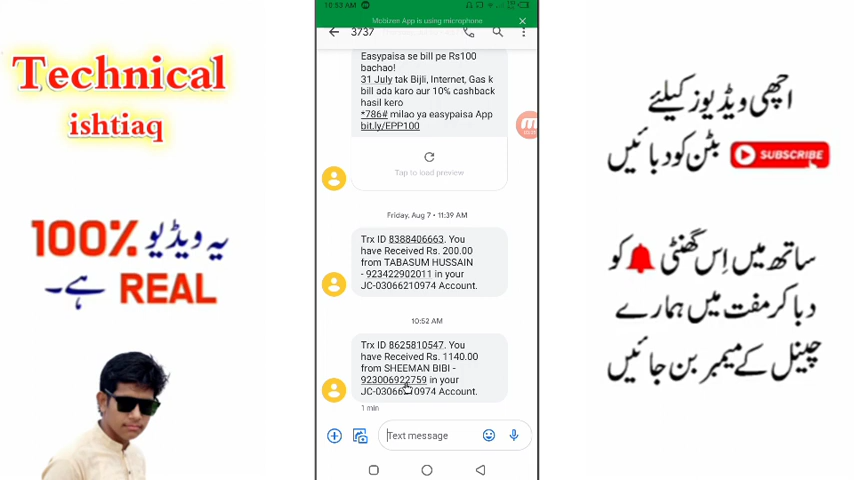 Technical
ishtiaq
100% یہ ویڈیو
REAL ہے۔
10:53 AM
Mobizen App is using microphone
3737
Easypaisa se bill pe Rs100
bachao!
31 July tak Bijli, Internet, Gas k
bill ada karo aur 10% cashback
hasil kero
*786# milao ya easypaisa App
bit.ly/EPP100
Tap to load preview
Friday, Aug 7 • 11:39 AM
Trx ID 8388406663. You
have Received Rs. 200.00
from TABASUM HUSSAIN
- 923422902011 in your
JC-03066210974 Account.
10:52 AM
Trx ID 8625810547. You
have Received Rs. 1140.00
from SHEEMAN BIBI -
923006922759 in your
JC-03066210974 Account.
1 min
Text message
اچھی ویڈیوز کیلئے
SUBSCRIBE بٹن کو دبائیں
ساتھ میں اِس گھنٹی کو
دبا کر مفت میں ہمارے
چینل کے میمبر بن جائیں